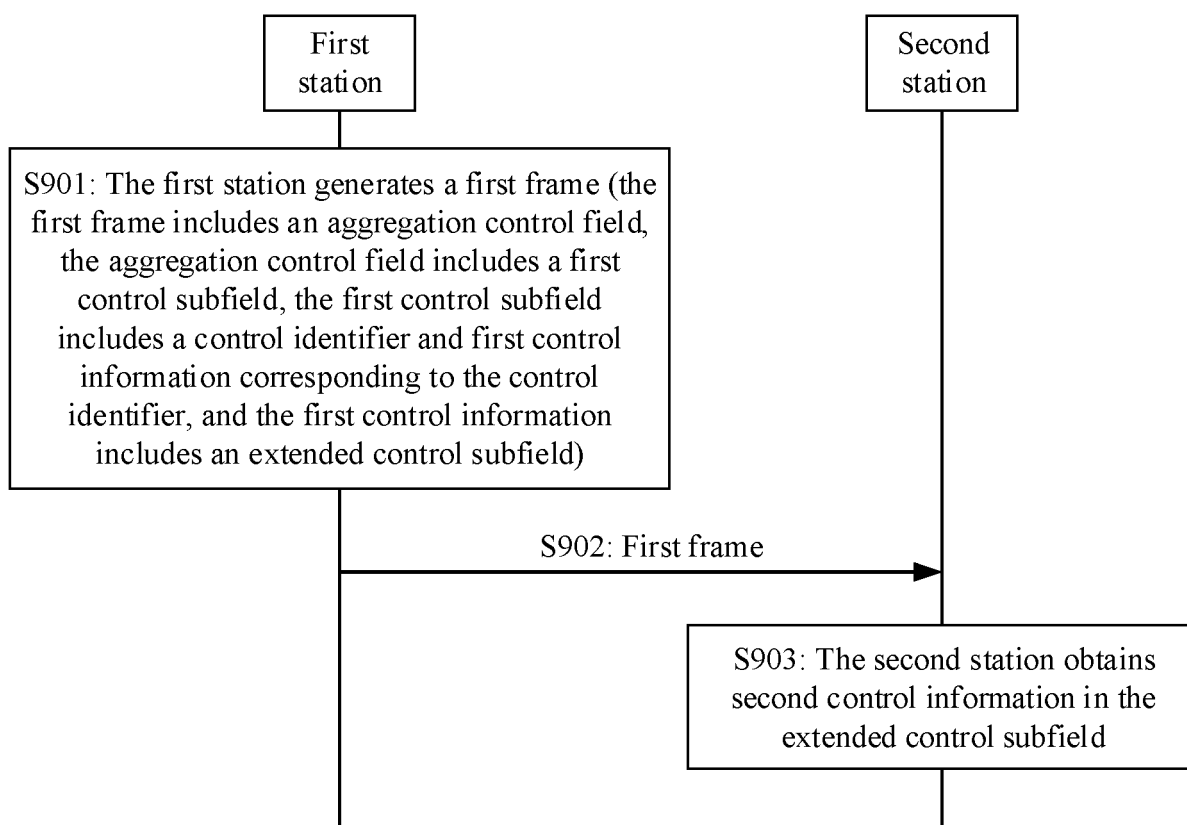 First
station
Second
station
S901: The first station generates a first frame (the
first frame includes an aggregation control field,
the aggregation control field includes a first
control subfield, the first control subfield
includes a control identifier and first control
information corresponding to the control
identifier, and the first control information
includes an extended control subfield)
S902: First frame
S903: The second station obtains
second control information in the
extended control subfield